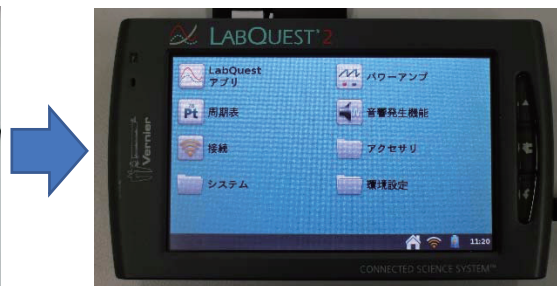 LABQUEST® 2
LabQuest
アプリ
パワーアンプ
Pt
周期表
音響発生機能
接続
アクセサリ
システム
環境設定
11:20
Vernier
CONNECTED SCIENCE SYSTEM™